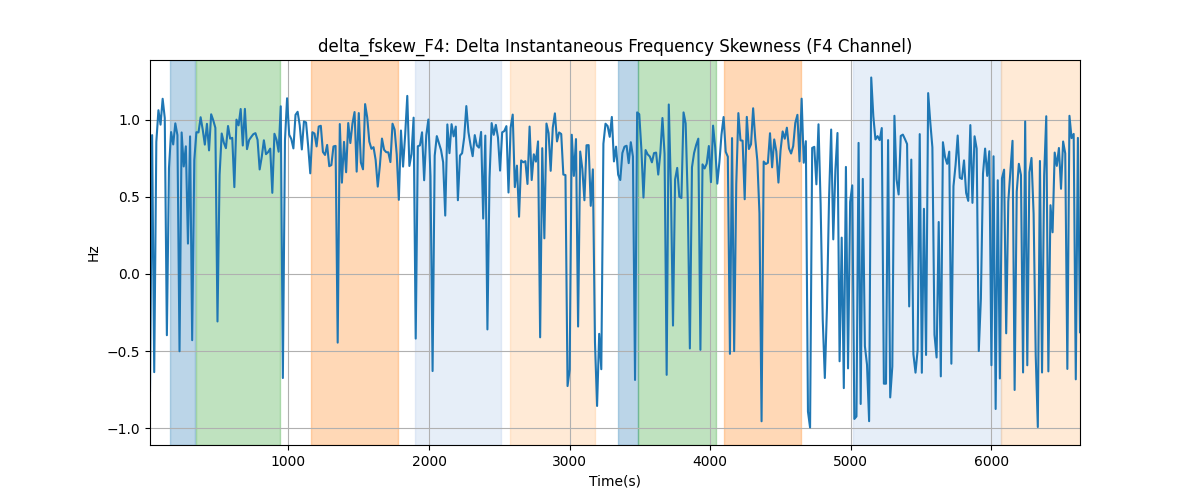 delta_fskew_F4: Delta Instantaneous Frequency Skewness (F4 Channel)
1.0
0.5
0.0
−0.5
−1.0
Hz
1000 2000 3000 4000 5000 6000
Time(s)